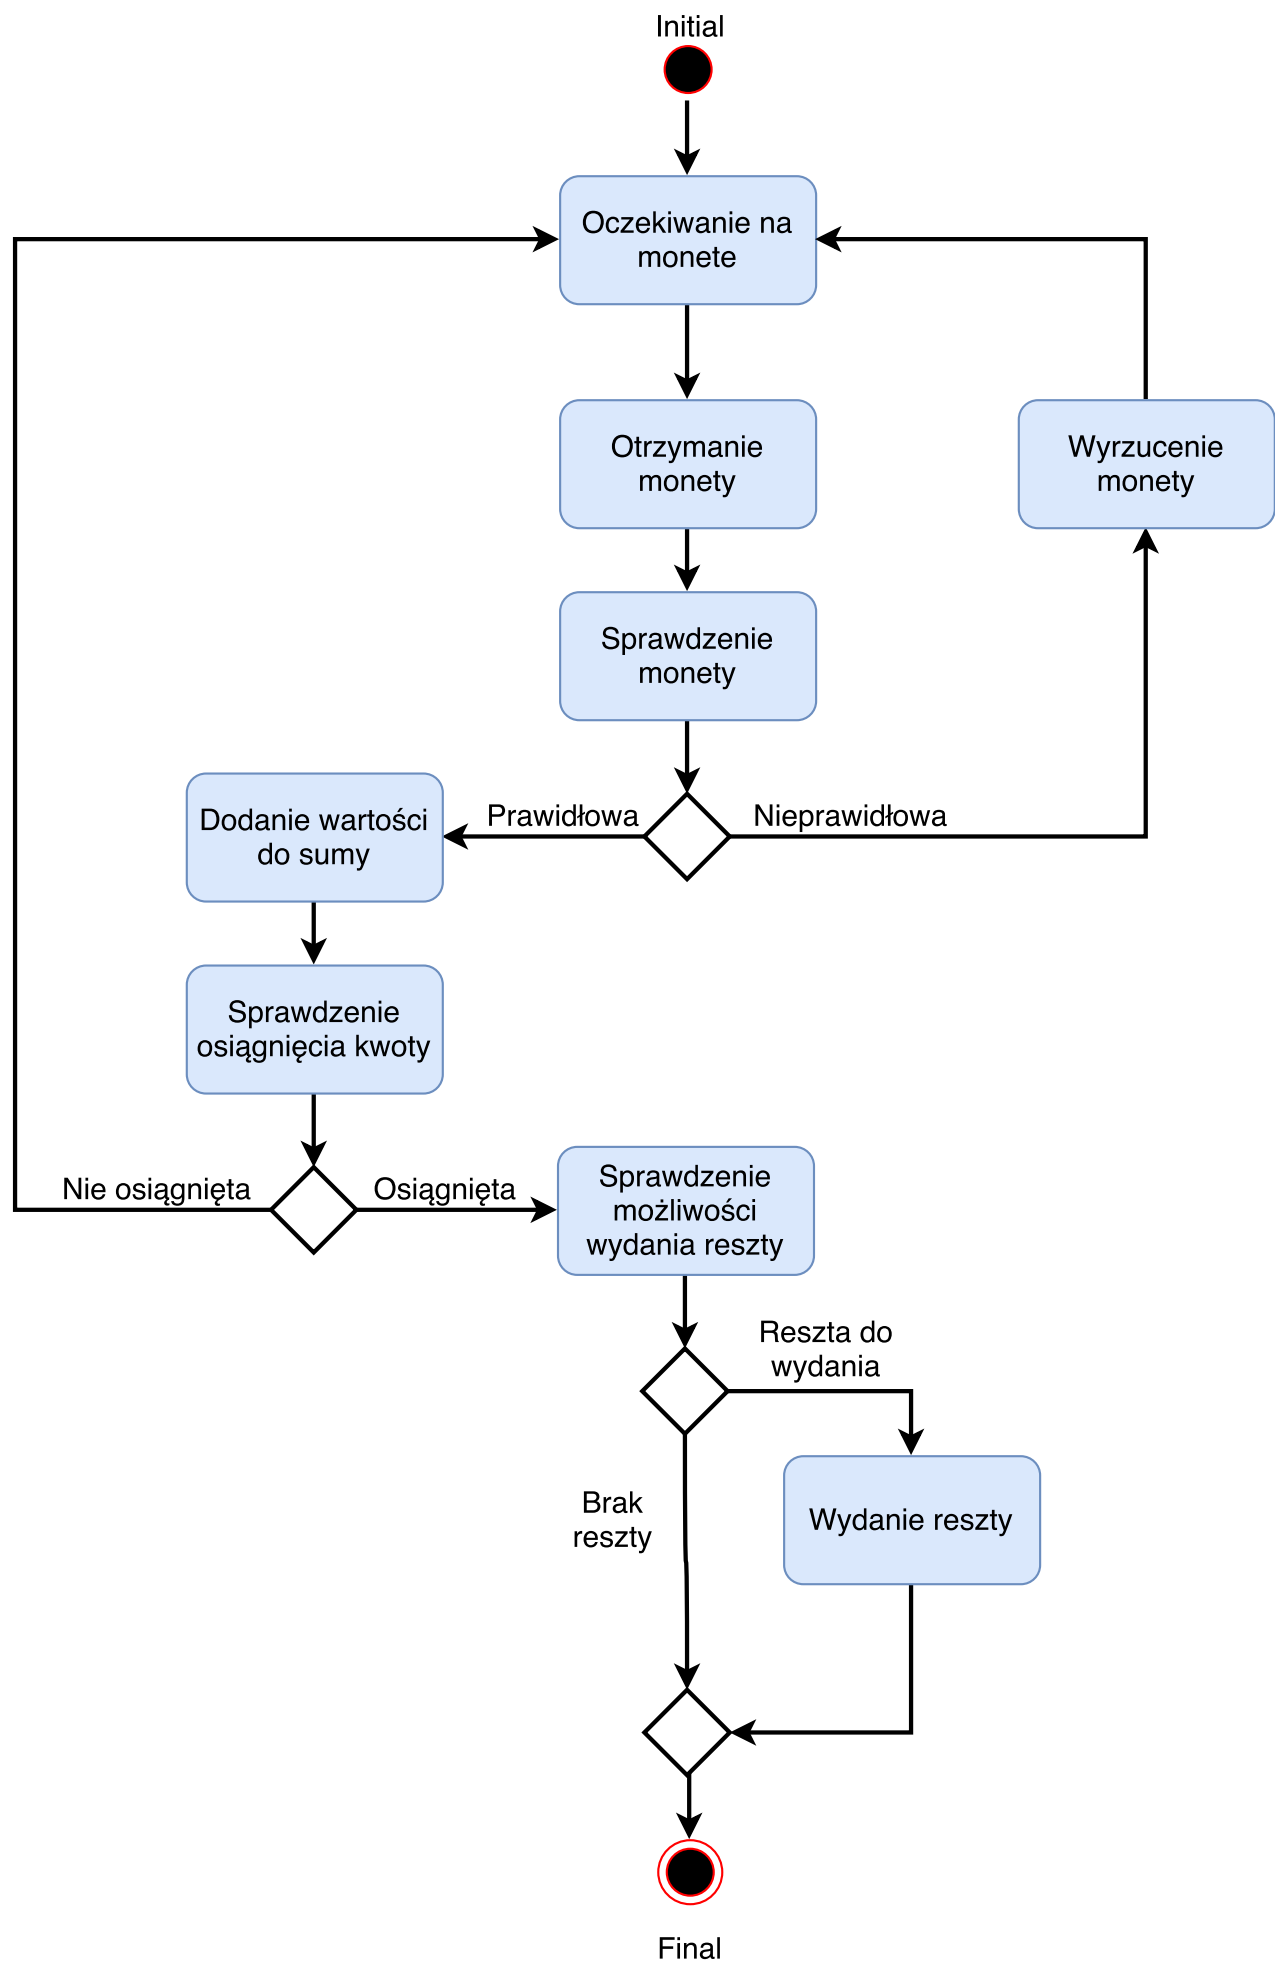 Initial
Oczekiwanie na
monete
Otrzymanie
monety
Wyrzucenie
monety
Sprawdzenie
monety
Prawidłowa
Nieprawidłowa
Dodanie wartości
do sumy
Sprawdzenie
osiągnięcia kwoty
Nie osiągnięta
Osiągnięta
Sprawdzenie
możliwości
wydania reszty
Reszta do
wydania
Brak
reszty
Wydanie reszty
Final